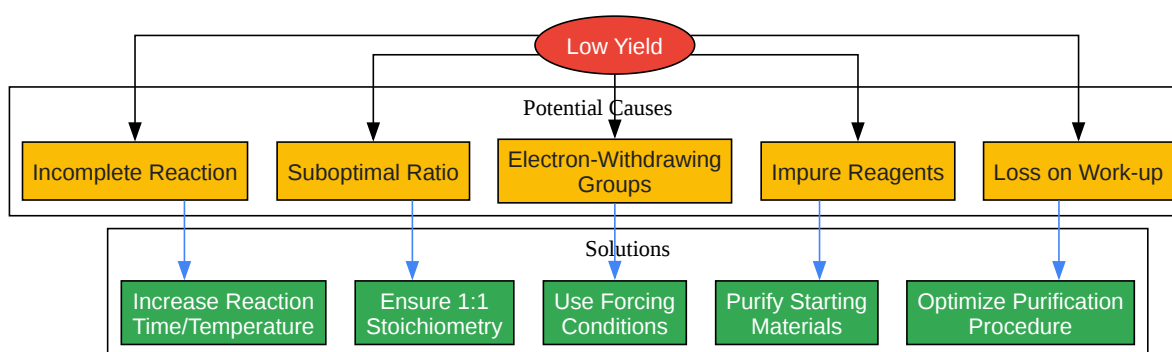 Low Yield
Potential Causes
Incomplete Reaction
Suboptimal Ratio
Electron-Withdrawing
Groups
Impure Reagents
Loss on Work-up
Solutions
Increase Reaction
Time/Temperature
Ensure 1:1
Stoichiometry
Use Forcing
Conditions
Purify Starting
Materials
Optimize Purification
Procedure